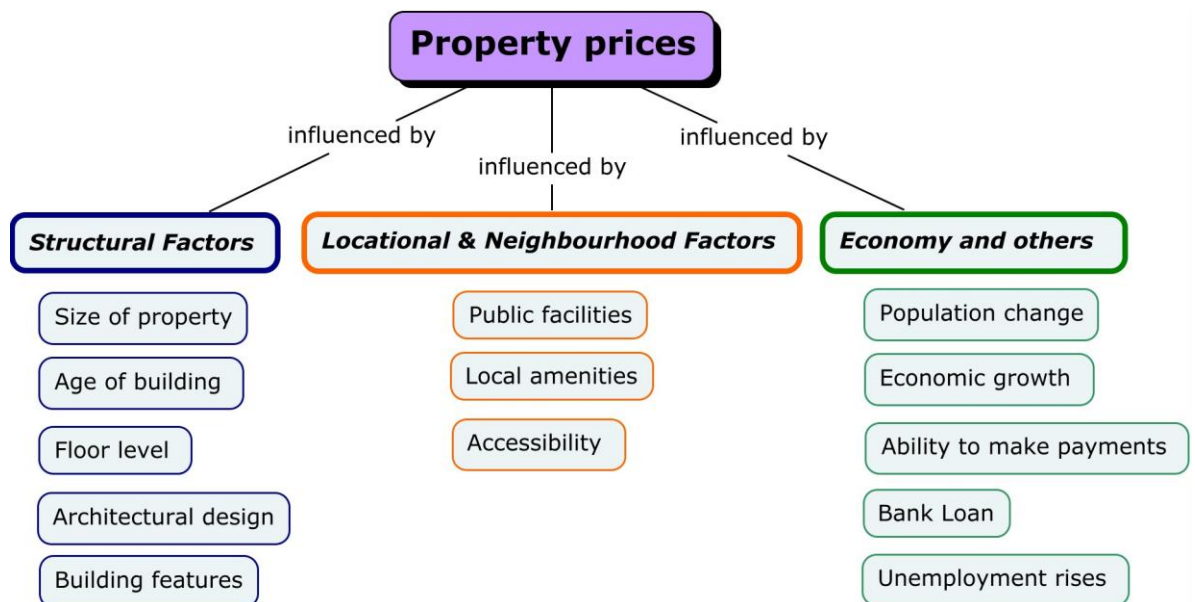 Property prices
influenced by
influenced by
influenced by
Structural Factors
Size of property
Age of building
Floor level
Architectural design
Building features
Locational & Neighbourhood Factors
Public facilities
Local amenities
Accessibility
Economy and others
Population change
Economic growth
Ability to make payments
Bank Loan
Unemployment rises